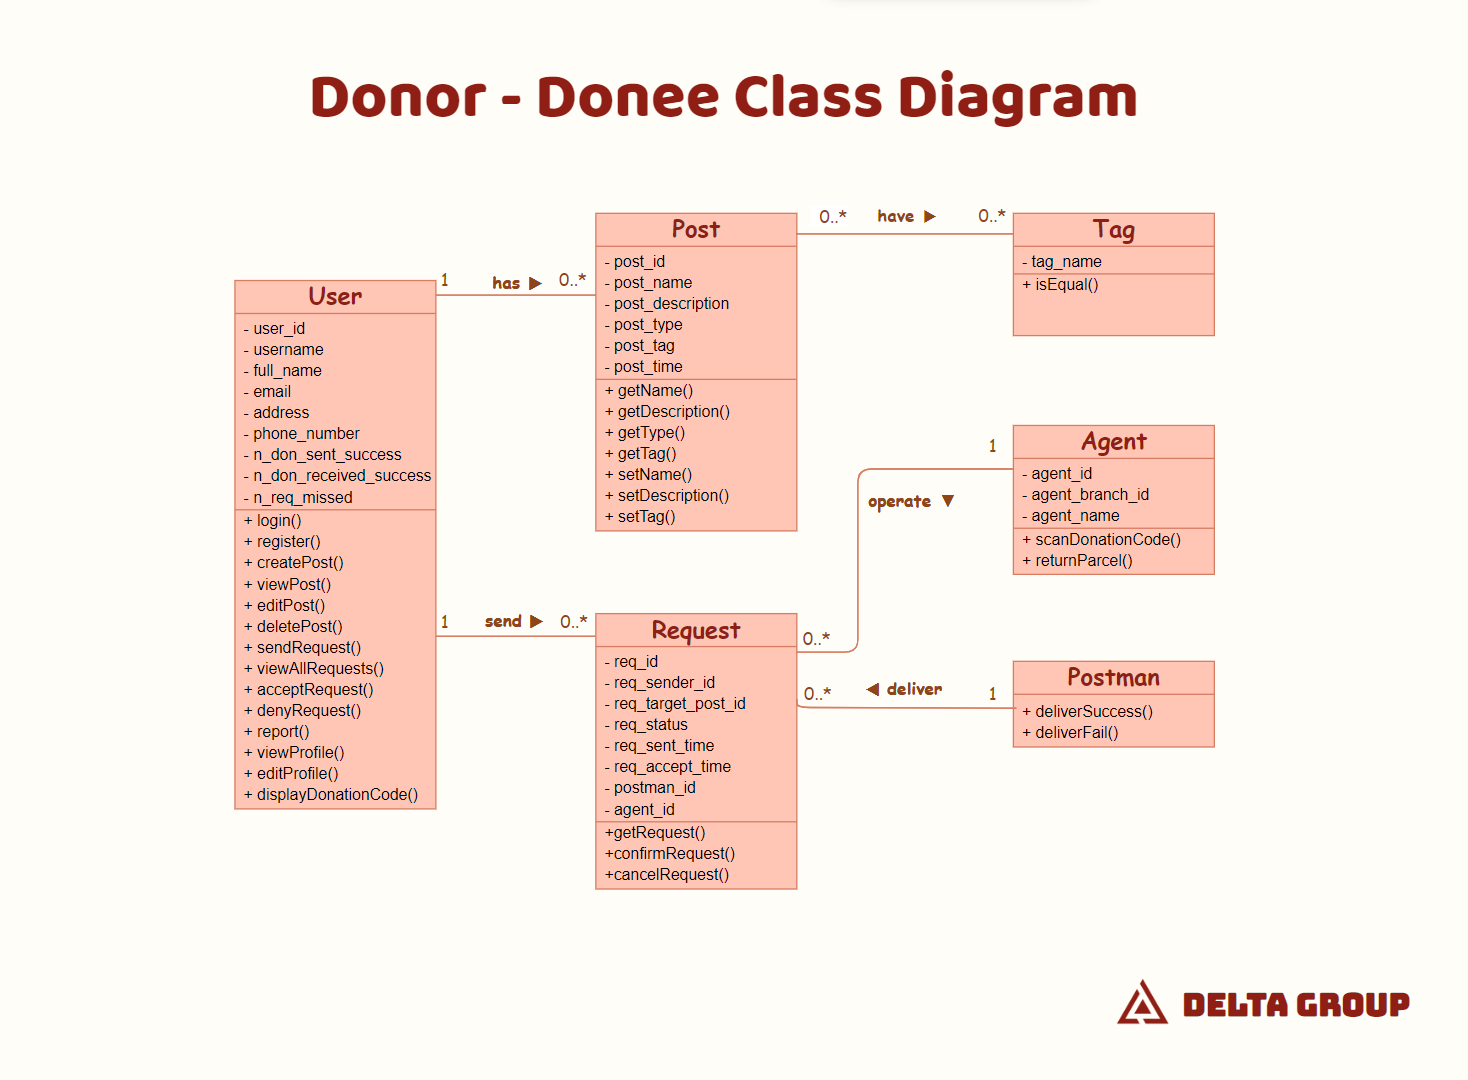 Donor - Donee Class Diagram
User
- user_id
- username
- full_name
- email
- address
- phone_number
- n_don_sent_success
- n_don_received_success
- n_req_missed
+ login()
+ register()
+ createPost()
+ viewPost()
+ editPost()
+ deletePost()
+ sendRequest()
+ viewAllRequests()
+ acceptRequest()
+ denyRequest()
+ report()
+ viewProfile()
+ editProfile()
+ displayDonationCode()
1 has ▶ 0..*
1 send ▶ 0..*
Post
- post_id
- post_name
- post_description
- post_type
- post_tag
- post_time
+ getName()
+ getDescription()
+ getType()
+ getTag()
+ setName()
+ setDescription()
+ setTag()
0..* have ▶ 0..*
Tag
- tag_name
+ isEqual()
Request
- req_id
- req_sender_id
- req_target_post_id
- req_status
- req_sent_time
- req_accept_time
- postman_id
- agent_id
+getRequest()
+confirmRequest()
+cancelRequest()
1
operate ▼
0..*
Agent
- agent_id
- agent_branch_id
- agent_name
+ scanDonationCode()
+ returnParcel()
0..* ◀ deliver 1
Postman
+ deliverSuccess()
+ deliverFail()
DELTA GROUP